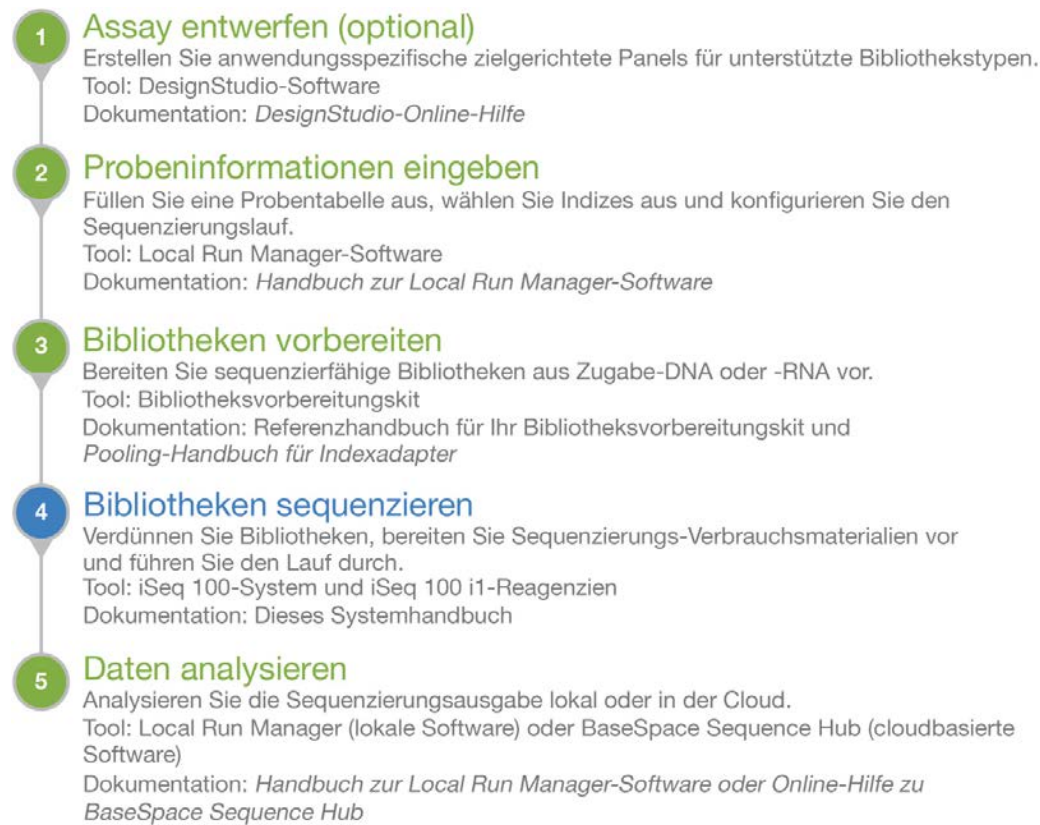 1 Assay entwerfen (optional)
Erstellen Sie anwendungsspezifische zielgerichtete Panels für unterstützte Bibliothekstypen.
Tool: DesignStudio-Software
Dokumentation: DesignStudio-Online-Hilfe
2 Probeninformationen eingeben
Füllen Sie eine Probentabelle aus, wählen Sie Indizes aus und konfigurieren Sie den
Sequenzierungslauf.
Tool: Local Run Manager-Software
Dokumentation: Handbuch zur Local Run Manager-Software
3 Bibliotheken vorbereiten
Bereiten Sie sequenzierfähige Bibliotheken aus Zugabe-DNA oder -RNA vor.
Tool: Bibliotheksvorbereitungskit
Dokumentation: Referenzhandbuch für Ihr Bibliotheksvorbereitungskit und
Pooling-Handbuch für Indexadapter
4 Bibliotheken sequenzieren
Verdünnen Sie Bibliotheken, bereiten Sie Sequenzierungs-Verbrauchsmaterialien vor
und führen Sie den Lauf durch.
Tool: iSeq 100-System und iSeq 100 i1-Reagenzien
Dokumentation: Dieses Systemhandbuch
5 Daten analysieren
Analysieren Sie die Sequenzierungsausgabe lokal oder in der Cloud.
Tool: Local Run Manager (lokale Software) oder BaseSpace Sequence Hub (cloudbasierte
Software)
Dokumentation: Handbuch zur Local Run Manager-Software oder Online-Hilfe zu
BaseSpace Sequence Hub